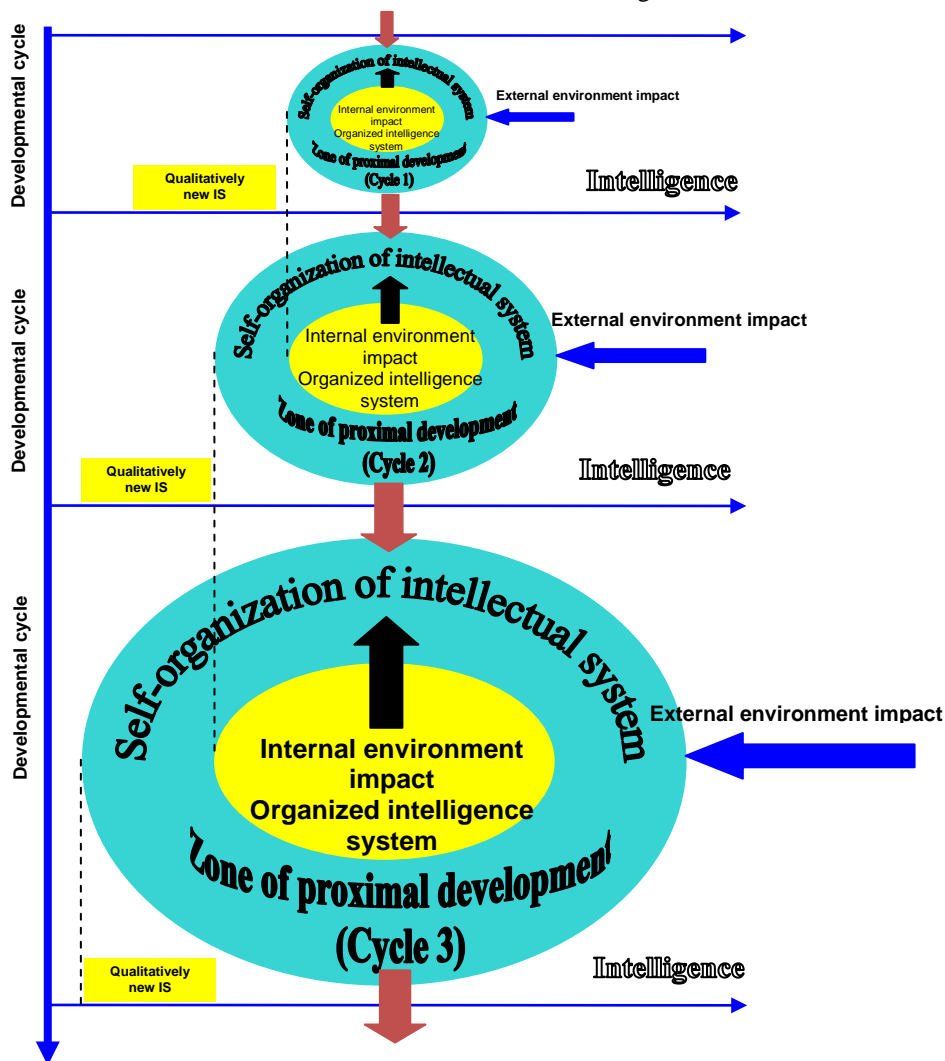 Developmental cycle
Self-organization of intellectual system
Internal environment
impact
Organized intelligence
system
Zone of proximal development
(Cycle 1)
External environment impact
Qualitatively
new IS
Intelligence
Developmental cycle
Self-organization of intellectual system
Internal environment
impact
Organized intelligence
system
Zone of proximal development
(Cycle 2)
External environment impact
Qualitatively
new IS
Intelligence
Developmental cycle
Self-organization of intellectual system
Internal environment
impact
Organized intelligence
system
Zone of proximal development
(Cycle 3)
External environment impact
Qualitatively
new IS
Intelligence